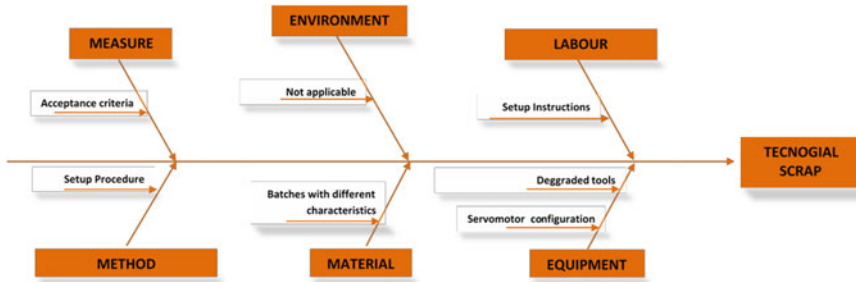 MEASURE
ENVIRONMENT
LABOUR
Acceptance criteria
Not applicable
Setup Instructions
TECNOGIAL
SCRAP
Setup Procedure
Batches with different
characteristics
Deggraded tools
Servomotor configuration
METHOD
MATERIAL
EQUIPMENT